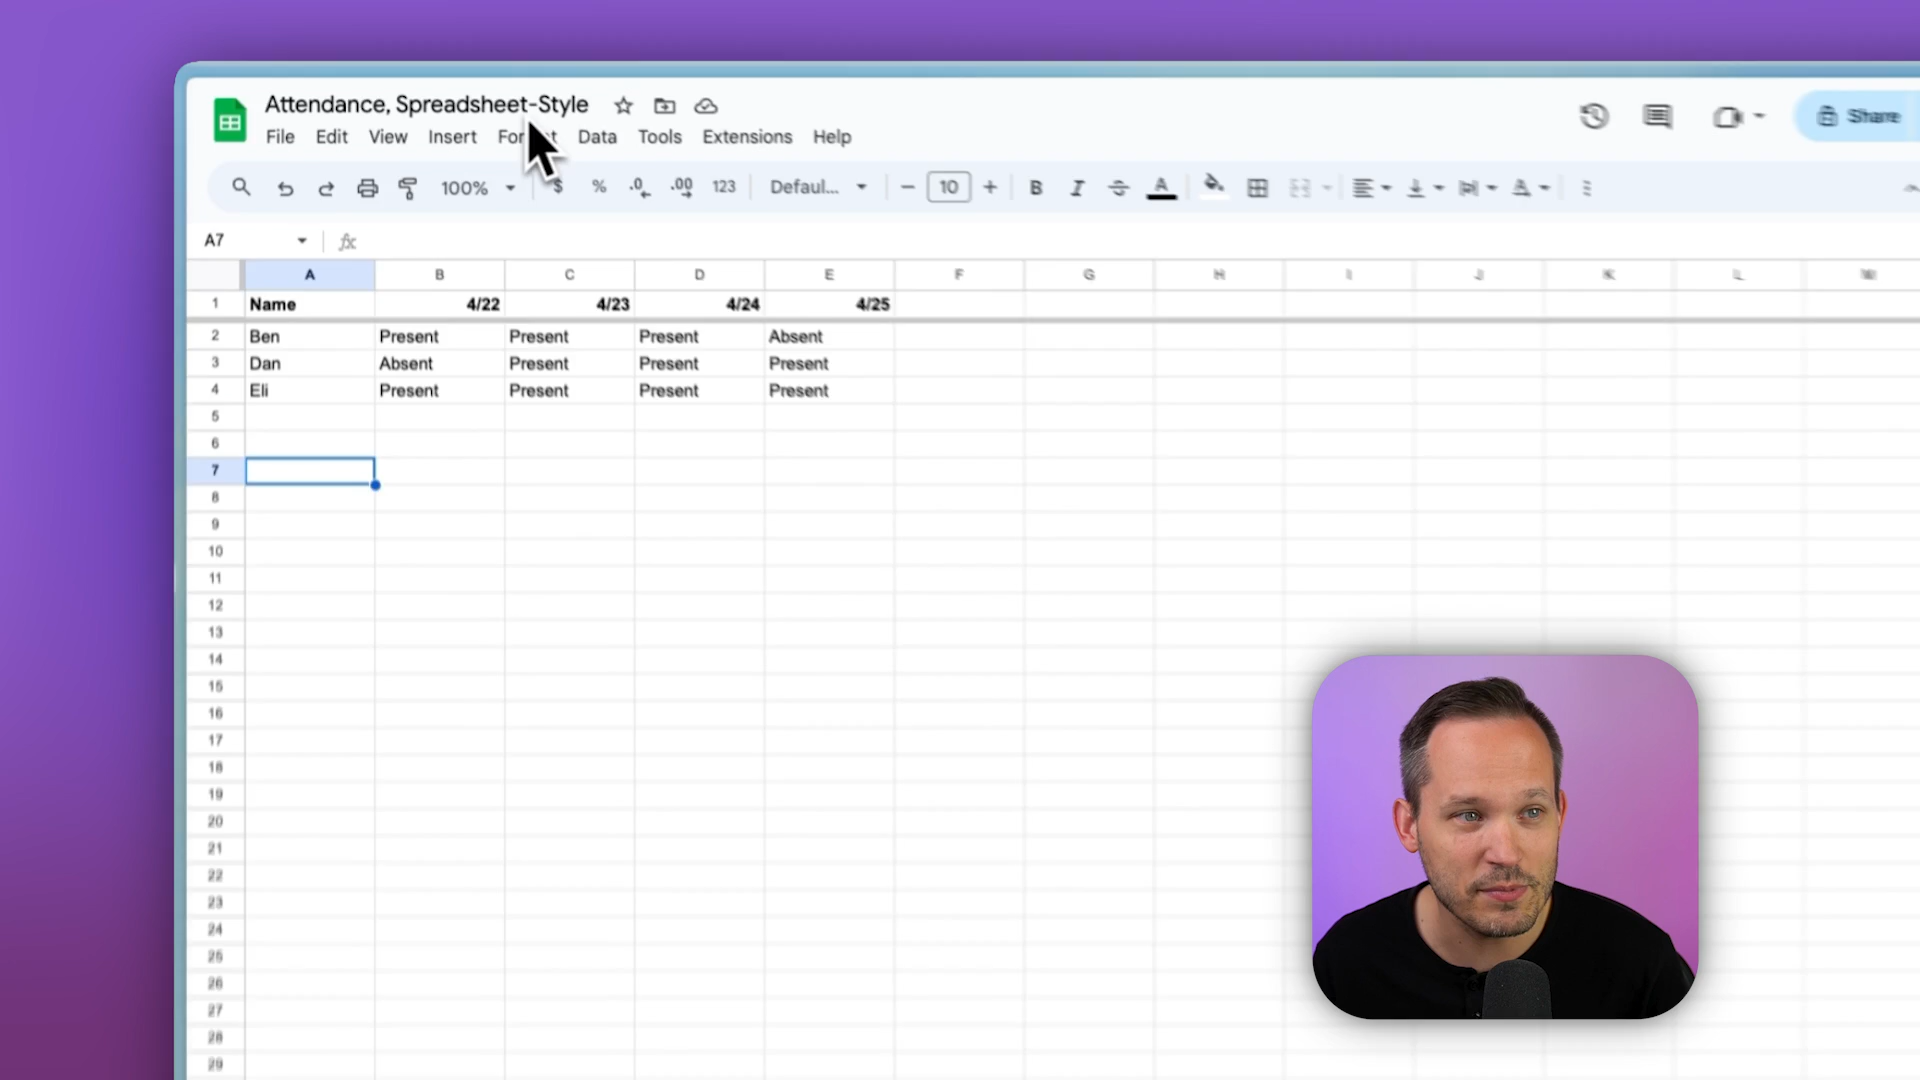 Attendance, Spreadsheet-Style
File Edit View Insert Data Tools Extensions Help
Share
100% $ % .0 .00 123 Defaul... 10 B I S A
A7 fx
A B C D E F G H I J K L M
1 Name 4/22 4/23 4/24 4/25
2 Ben Present Present Present Absent
3 Dan Absent Present Present Present
4 Eli Present Present Present Present
5
6
7
8
9
10
11
12
13
14
15
16
17
18
19
20
21
22
23
24
25
26
27
28
29